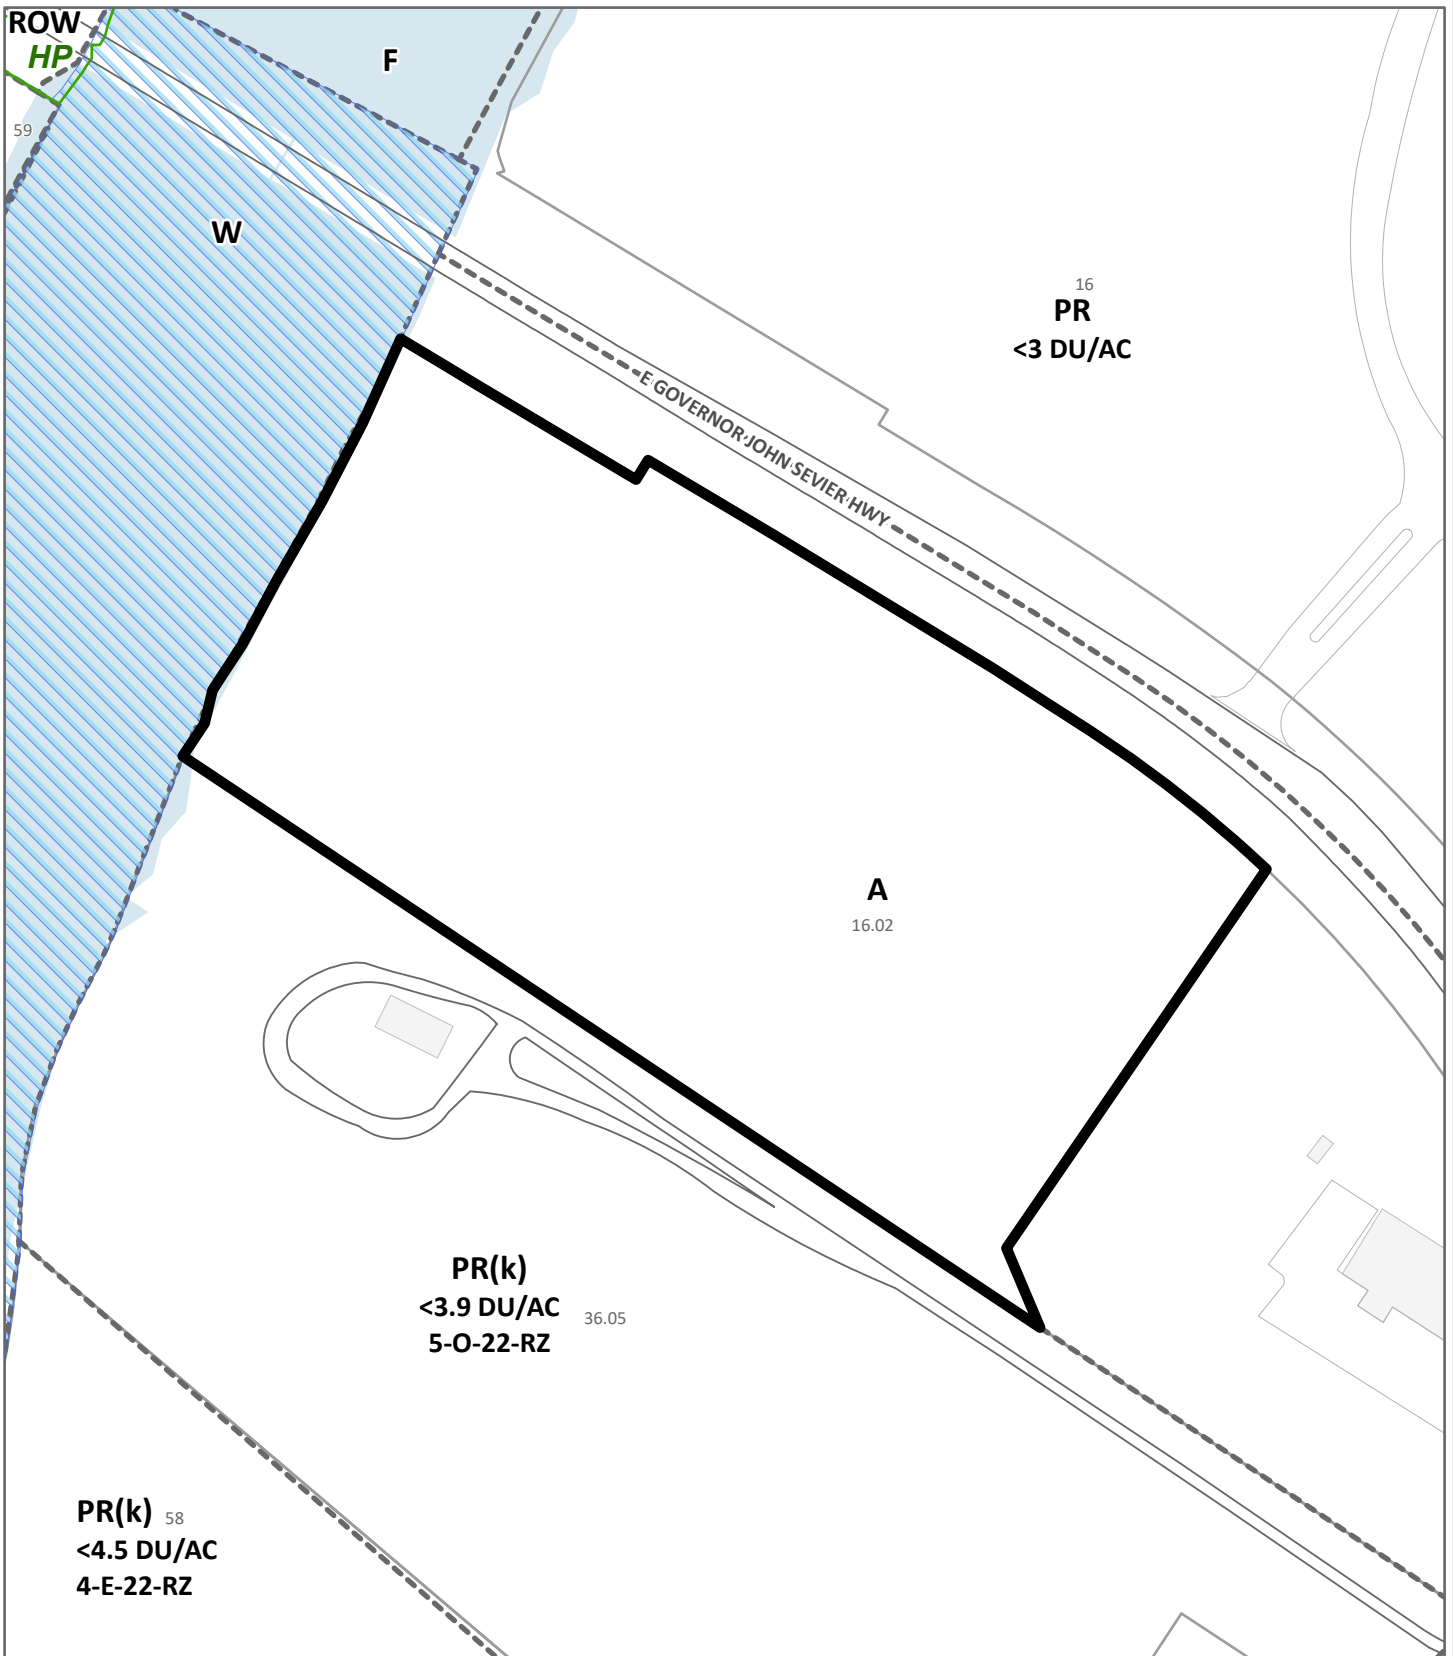 ROW
HP
F
59
W
16
PR
<3 DU/AC
E GOVERNOR JOHN SEVIER HWY
A
16.02
PR(k)
<3.9 DU/AC
36.05
5-O-22-RZ
PR(k) 58
<4.5 DU/AC
4-E-22-RZ